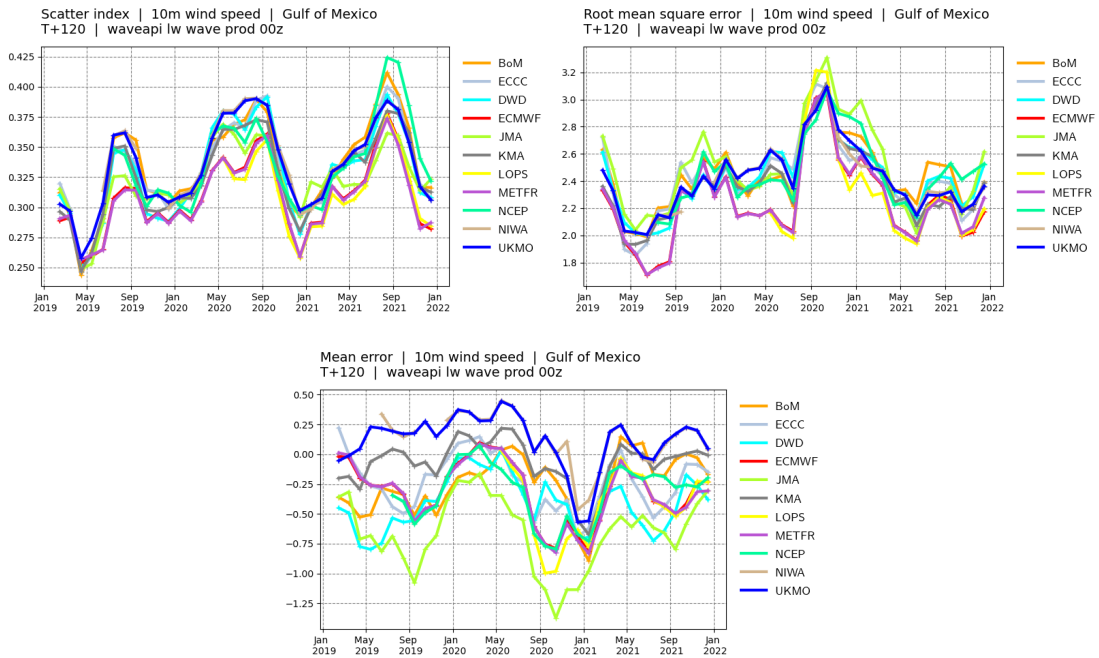 Scatter index | 10m wind speed | Gulf of Mexico
T+120 | waveapi lw wave prod 00z
0.425
0.400
0.375
0.350
0.325
0.300
0.275
0.250
Jan 2019
May 2019
Sep 2019
Jan 2020
May 2020
Sep 2020
Jan 2021
May 2021
Sep 2021
Jan 2022
BoM
ECCC
DWD
ECMWF
JMA
KMA
LOPS
METFR
NCEP
NIWA
UKMO
Root mean square error | 10m wind speed | Gulf of Mexico
T+120 | waveapi lw wave prod 00z
3.2
3.0
2.8
2.6
2.4
2.2
2.0
1.8
Jan 2019
May 2019
Sep 2019
Jan 2020
May 2020
Sep 2020
Jan 2021
May 2021
Sep 2021
Jan 2022
BoM
ECCC
DWD
ECMWF
JMA
KMA
LOPS
METFR
NCEP
NIWA
UKMO
Mean error | 10m wind speed | Gulf of Mexico
T+120 | waveapi lw wave prod 00z
0.50
0.25
0.00
−0.25
−0.50
−0.75
−1.00
−1.25
Jan 2019
May 2019
Sep 2019
Jan 2020
May 2020
Sep 2020
Jan 2021
May 2021
Sep 2021
Jan 2022
BoM
ECCC
DWD
ECMWF
JMA
KMA
LOPS
METFR
NCEP
NIWA
UKMO